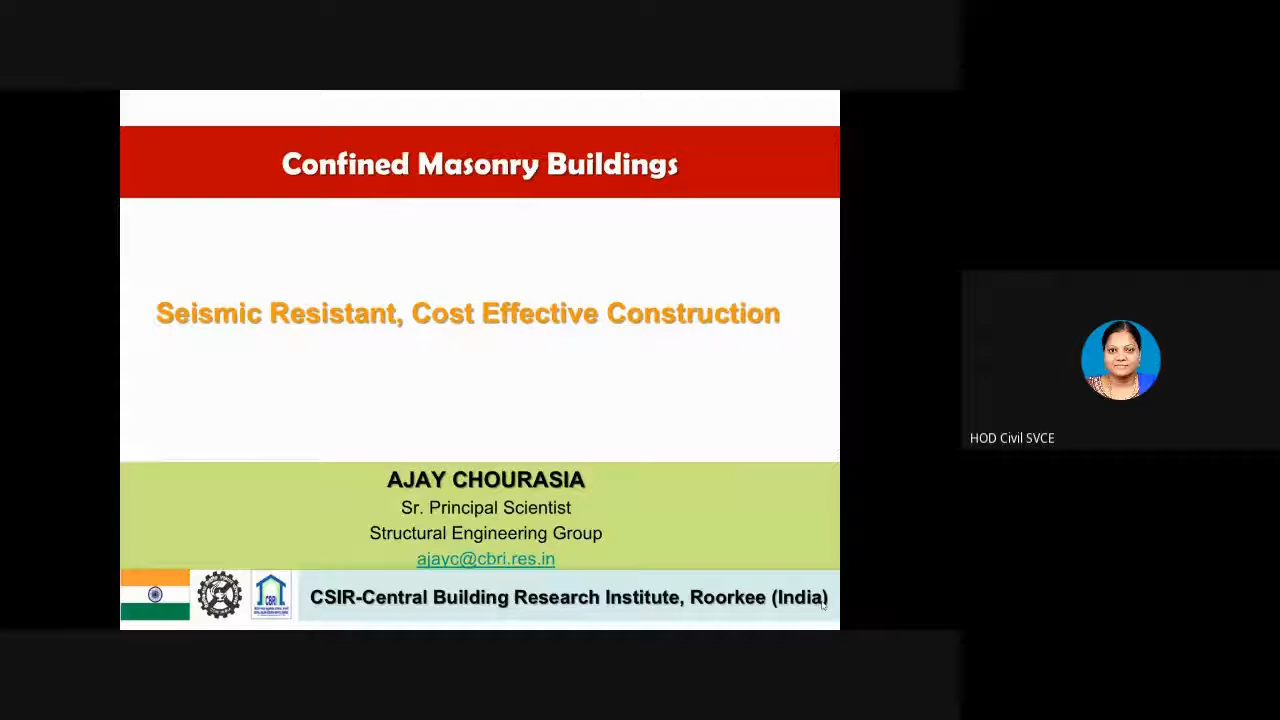 Confined Masonry Buildings
Seismic Resistant, Cost Effective Construction
AJAY CHOURASIA
Sr. Principal Scientist
Structural Engineering Group
ajayc@cbri.res.in
CBRI
CSIR-Central Building Research Institute, Roorkee (India)
HOD Civil SVCE